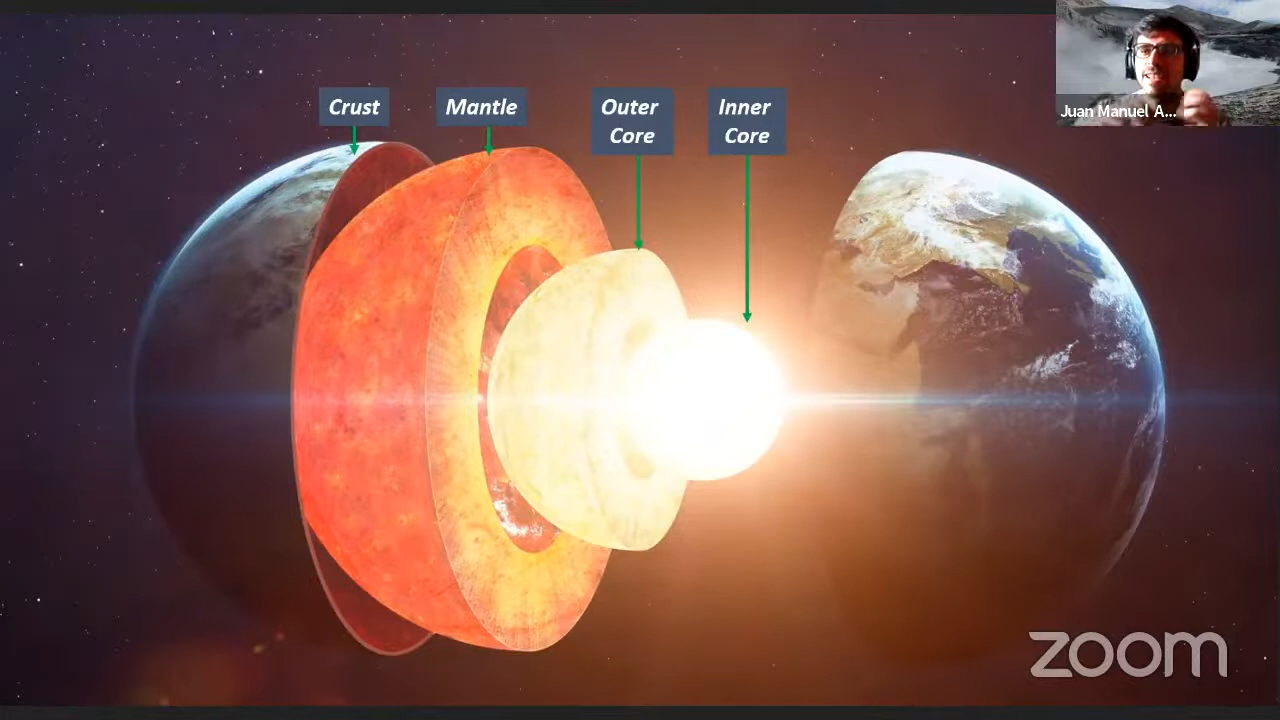 Crust
Mantle
Outer
Core
Inner
Core
Juan Manuel A...
zoom